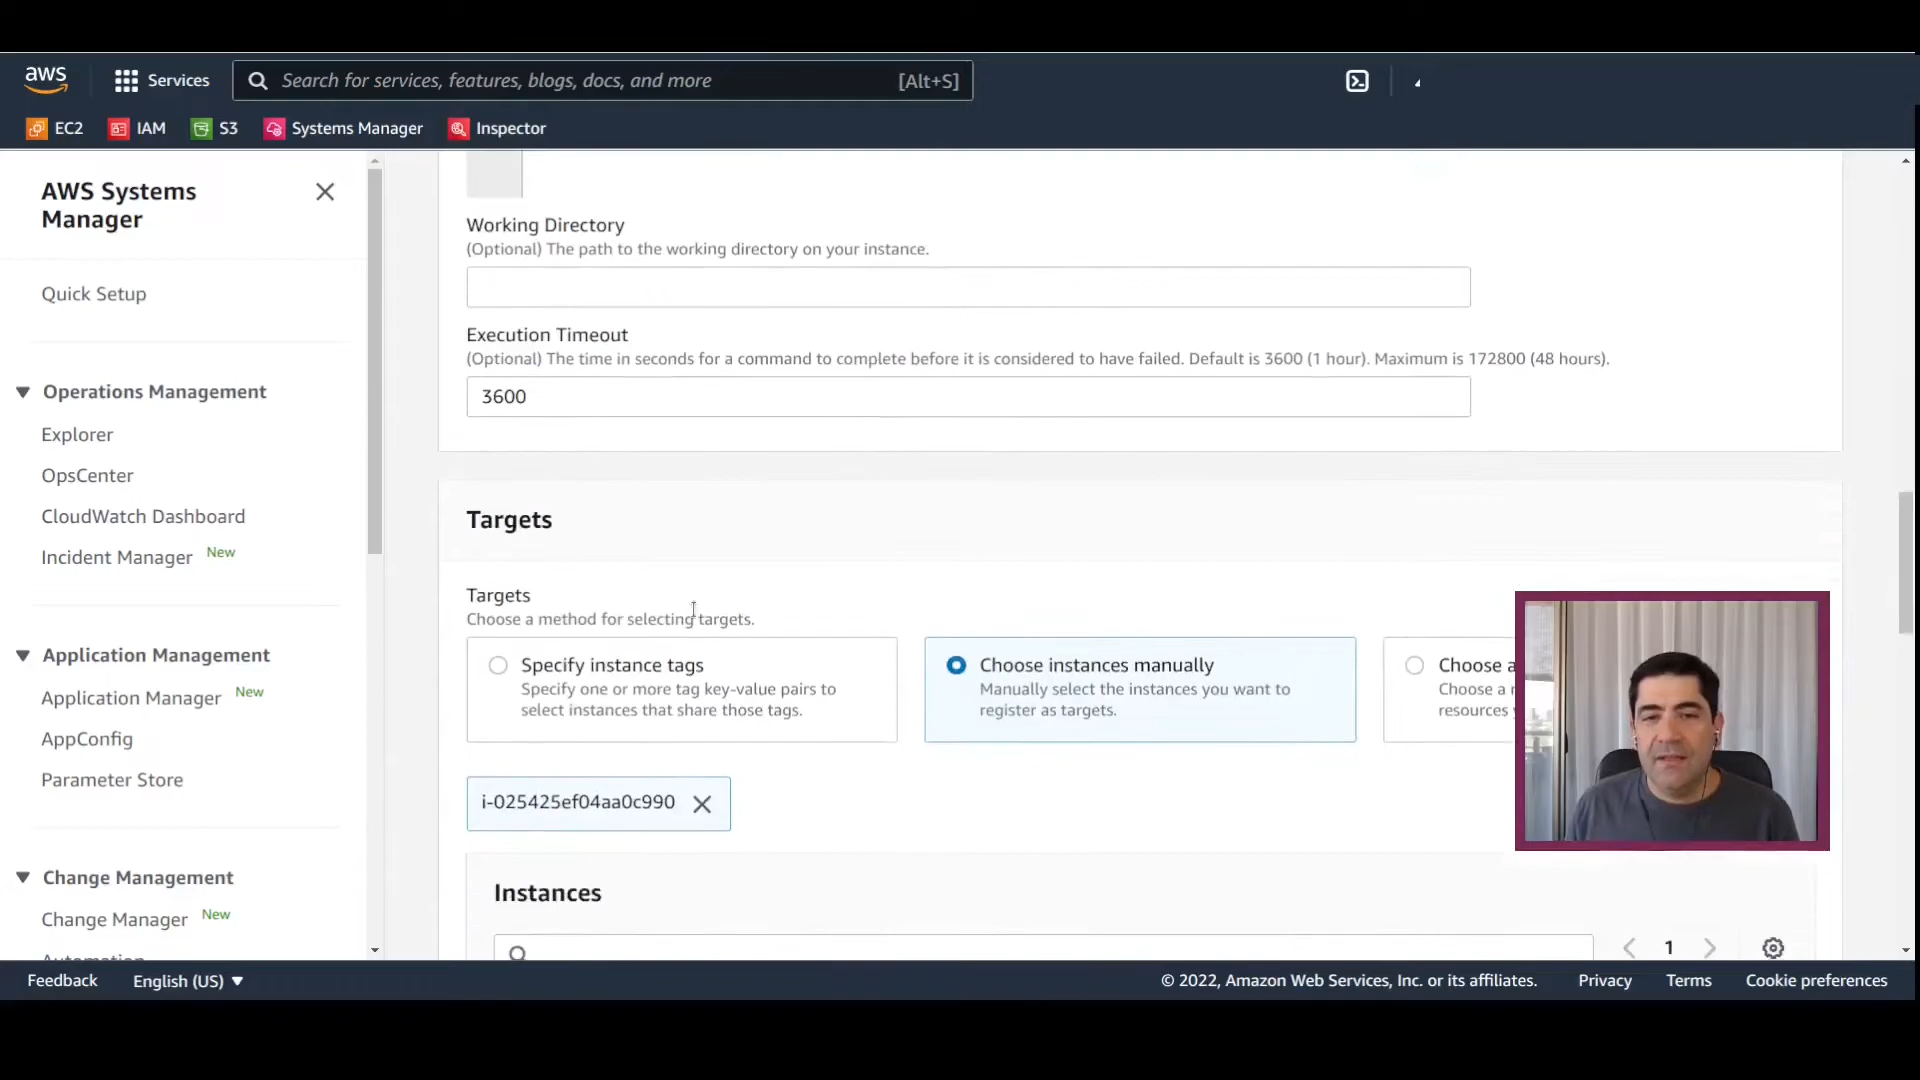 aws
Services
Search for services, features, blogs, docs, and more
[Alt+S]
EC2
IAM
S3
Systems Manager
Inspector
AWS Systems
Manager
Quick Setup
Operations Management
Explorer
OpsCenter
CloudWatch Dashboard
Incident Manager New
Application Management
Application Manager New
AppConfig
Parameter Store
Change Management
Change Manager New
Automation
Working Directory
(Optional) The path to the working directory on your instance.
Execution Timeout
(Optional) The time in seconds for a command to complete before it is considered to have failed. Default is 3600 (1 hour). Maximum is 172800 (48 hours).
3600
Targets
Targets
Choose a method for selecting targets.
Specify instance tags
Specify one or more tag key-value pairs to
select instances that share those tags.
Choose instances manually
Manually select the instances you want to
register as targets.
Choose a
Choose a
resources
i-025425ef04aa0c990
Instances
1
Feedback
English (US)
© 2022, Amazon Web Services, Inc. or its affiliates.
Privacy
Terms
Cookie preferences